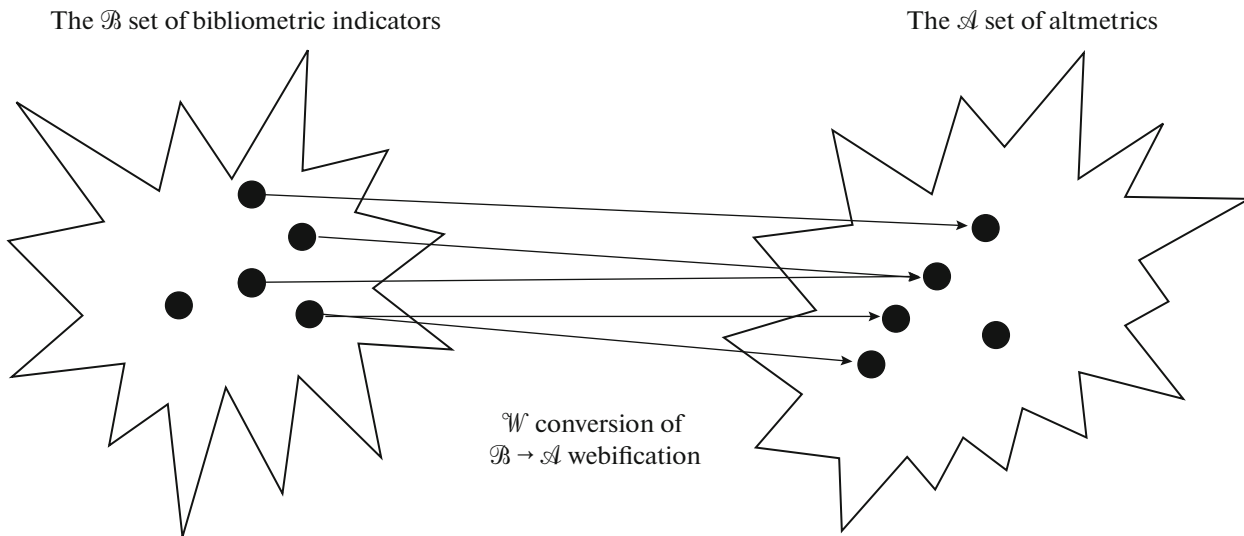 The ℬ set of bibliometric indicators
The 𝒜 set of altmetrics
𝒲 conversion of
ℬ → 𝒜 webification